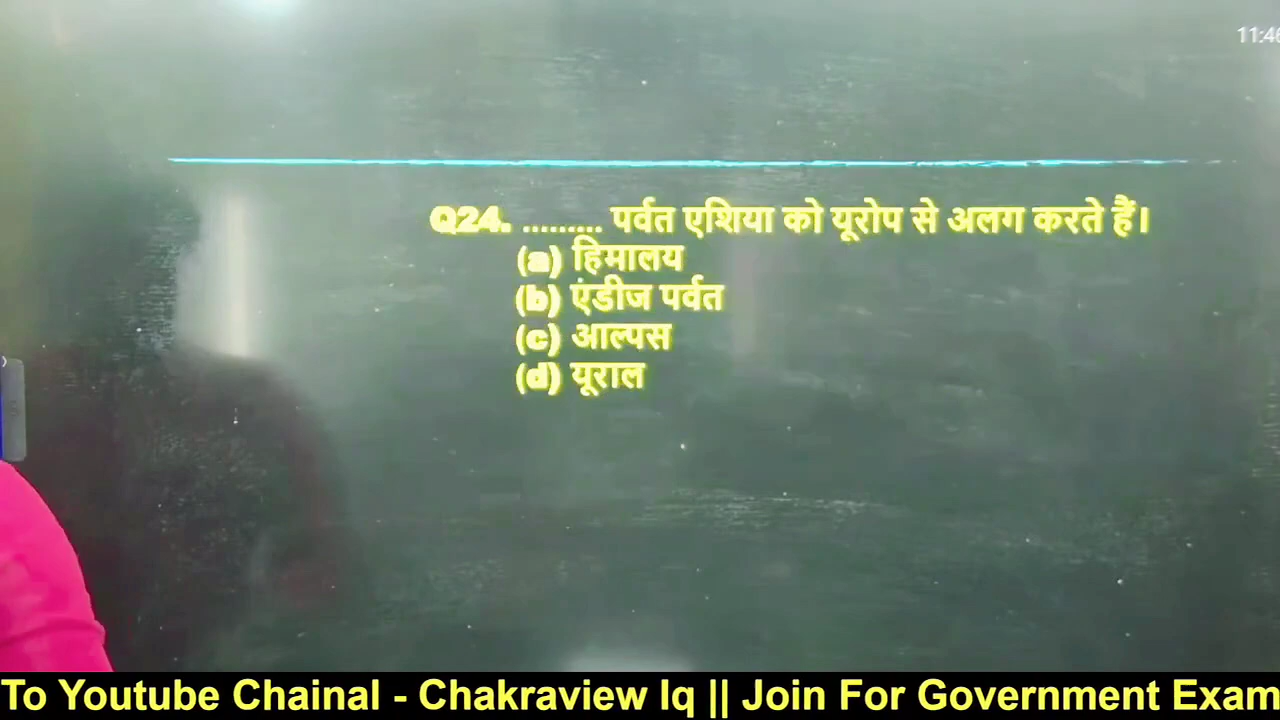 11:46
Q24. ......... पर्वत एशिया को यूरोप से अलग करते हैं।
(a) हिमालय
(b) एंडीज पर्वत
(c) आल्पस
(d) यूराल
To Youtube Chainal - Chakraview Iq || Join For Government Exam